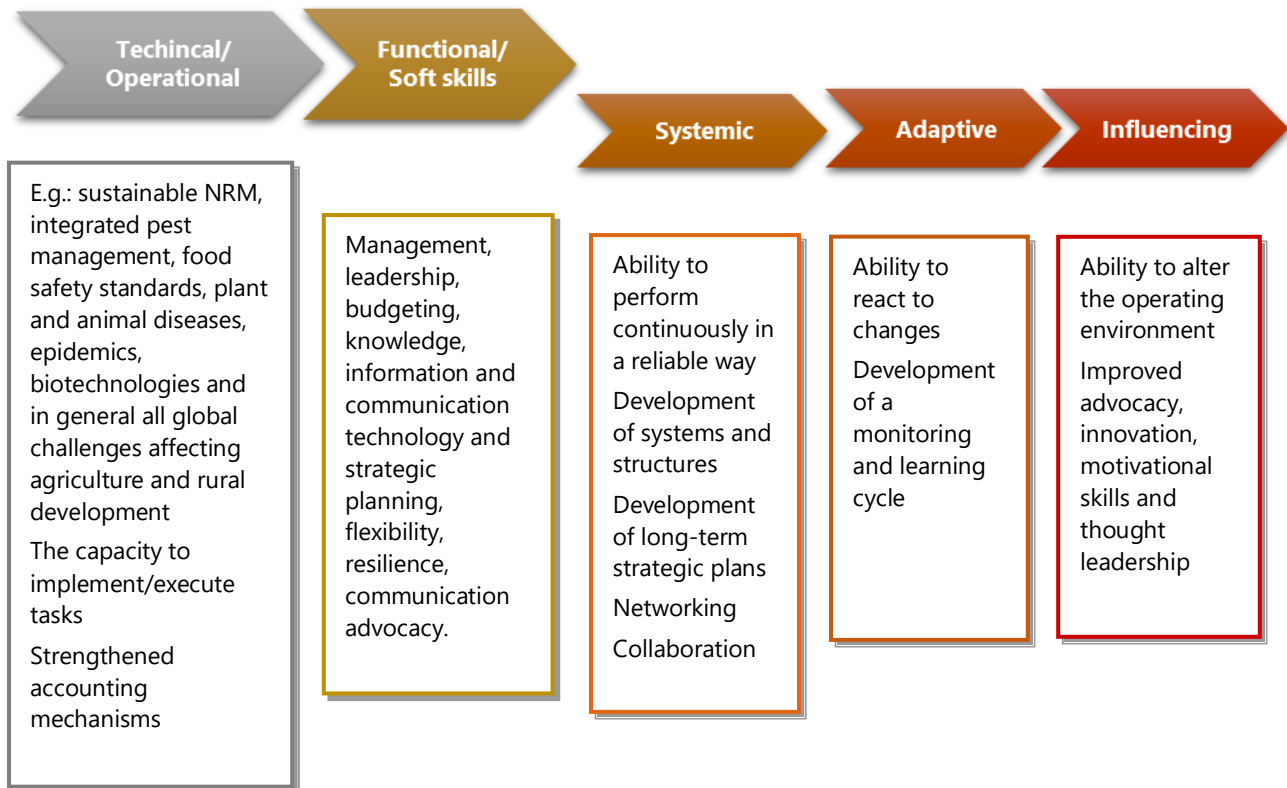 Techincal/
Operational
Functional/
Soft skills
Systemic
Adaptive
Influencing
E.g.: sustainable NRM,
integrated pest
management, food
safety standards, plant
and animal diseases,
epidemics,
biotechnologies and
in general all global
challenges affecting
agriculture and rural
development
The capacity to
implement/execute
tasks
Strengthened
accounting
mechanisms
Management,
leadership,
budgeting,
knowledge,
information and
communication
technology and
strategic
planning,
flexibility,
resilience,
communication
advocacy.
Ability to
perform
continuously in
a reliable way
Development
of systems and
structures
Development
of long-term
strategic plans
Networking
Collaboration
Ability to
react to
changes
Development
of a
monitoring
and learning
cycle
Ability to alter
the operating
environment
Improved
advocacy,
innovation,
motivational
skills and
thought
leadership